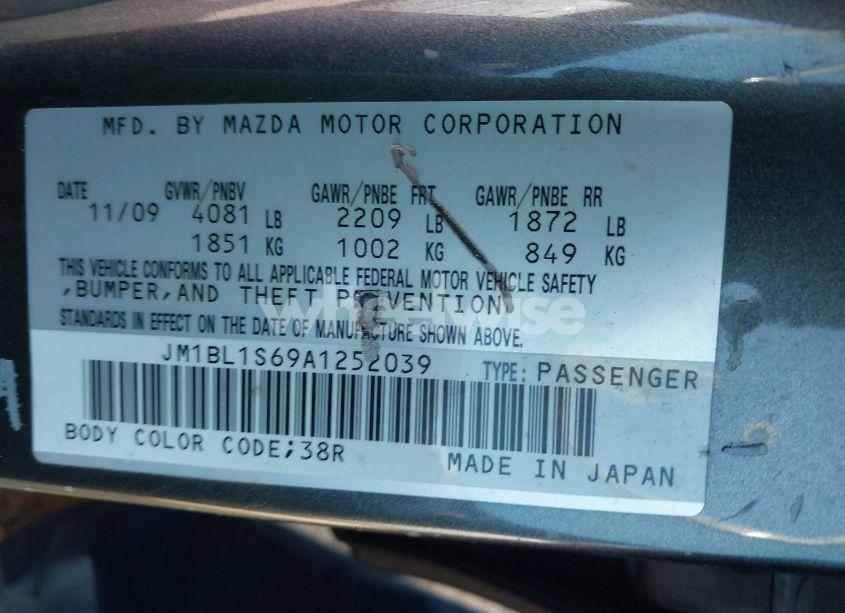 MFD. BY MAZDA MOTOR CORPORATION
DATE GVWR/PNBV GAWR/PNBE FRT GAWR/PNBE RR
11/09 4081 LB 2209 LB 1872 LB
1851 KG 1002 KG 849 KG
THIS VEHICLE CONFORMS TO ALL APPLICABLE FEDERAL MOTOR VEHICLE SAFETY
,BUMPER,AND THEFT PREVENTION
STANDARDS IN EFFECT ON THE DATE OF MANUFACTURE SHOWN ABOVE.
JM1BL1S69A1252039 TYPE: PASSENGER
BODY COLOR CODE;38R
MADE IN JAPAN